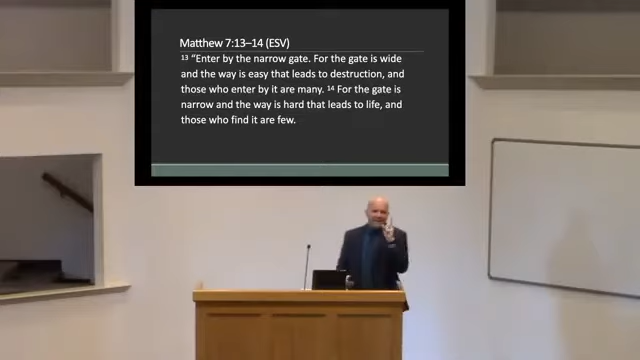 Matthew 7:13–14 (ESV)
13 “Enter by the narrow gate. For the gate is wide
and the way is easy that leads to destruction, and
those who enter by it are many. 14 For the gate is
narrow and the way is hard that leads to life, and
those who find it are few.